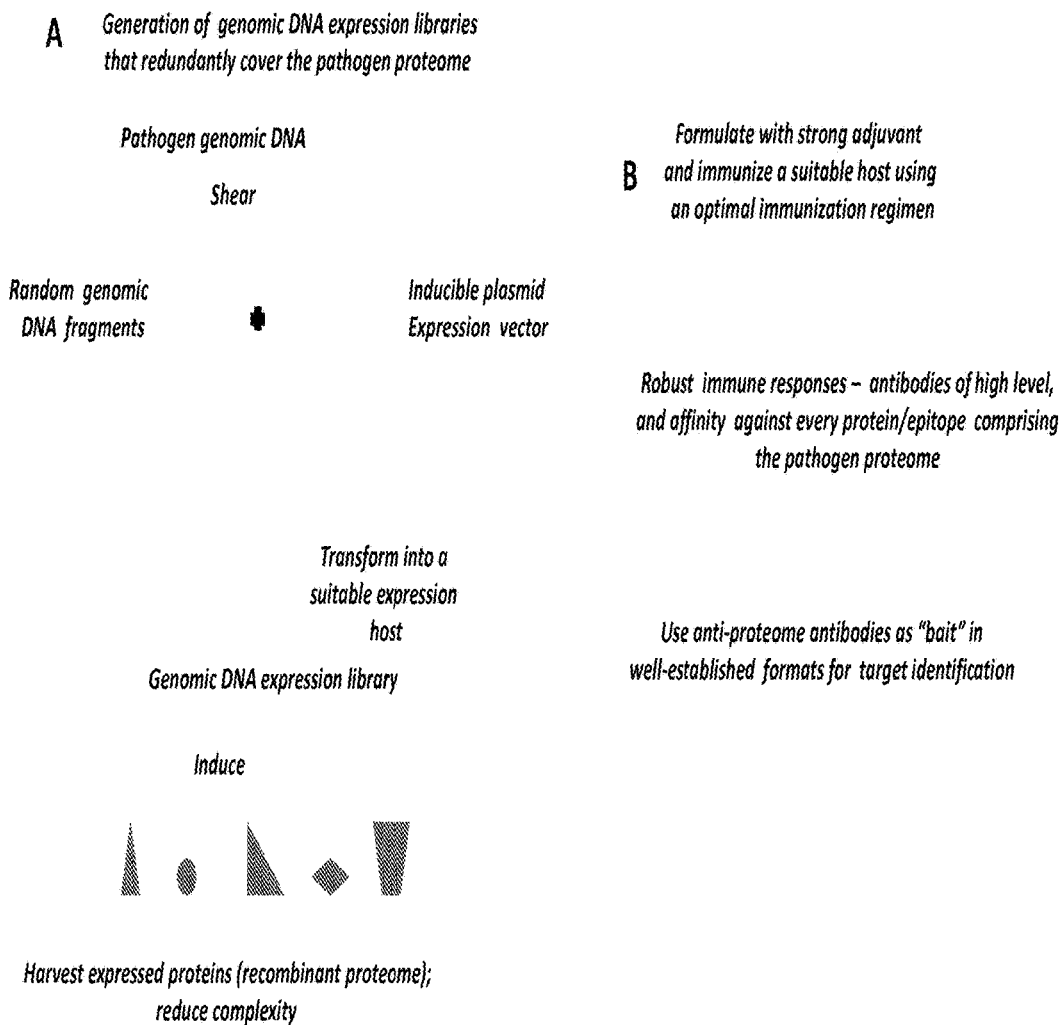 A
Generation of genomic DNA expression libraries
that redundantly cover the pathogen proteome
Pathogen genomic DNA
Shear
Random genomic
DNA fragments
Inducible plasmid
Expression vector
Transform into a
suitable expression
host
Genomic DNA expression library
Induce
Harvest expressed proteins (recombinant proteome);
reduce complexity
B
Formulate with strong adjuvant
and immunize a suitable host using
an optimal immunization regimen
Robust immune responses – antibodies of high level,
and affinity against every protein/epitope comprising
the pathogen proteome
Use anti-proteome antibodies as “bait” in
well-established formats for target identification